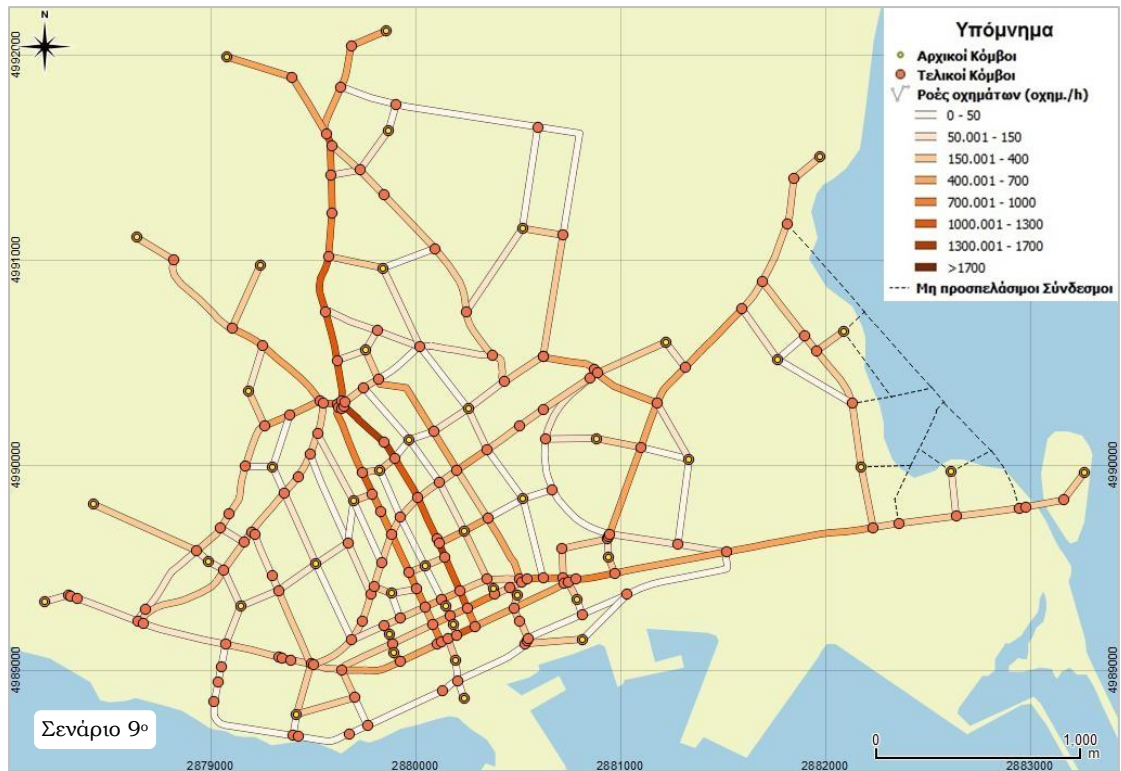 N
4992000
4991000
4990000
4989000
Υπόμνημα
Αρχικοί Κόμβοι
Τελικοί Κόμβοι
Ροές οχημάτων (οχημ./h)
0 - 50
50.001 - 150
150.001 - 400
400.001 - 700
700.001 - 1000
1000.001 - 1300
1300.001 - 1700
>1700
Μη προσπελάσιμοι Σύνδεσμοι
4992000
4991000
4990000
4989000
Σενάριο 9ο
0 1.000
m
2879000 2880000 2881000 2882000 2883000